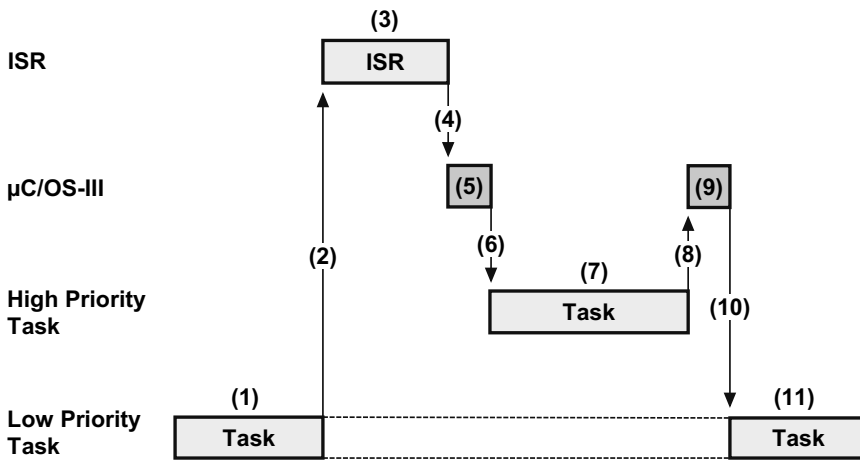 (3)
ISR
ISR
(4)
µC/OS-III
(5)
(9)
(2)
(6)
(7)
(8)
High Priority
Task
Task
(10)
(1)
(11)
Low Priority
Task
Task
Task